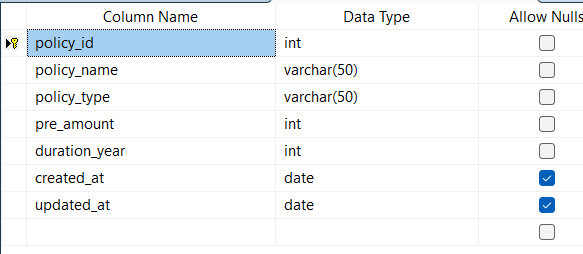 Column Name Data Type Allow Nulls
policy_id int
policy_name varchar(50)
policy_type varchar(50)
pre_amount int
duration_year int
created_at date
updated_at date